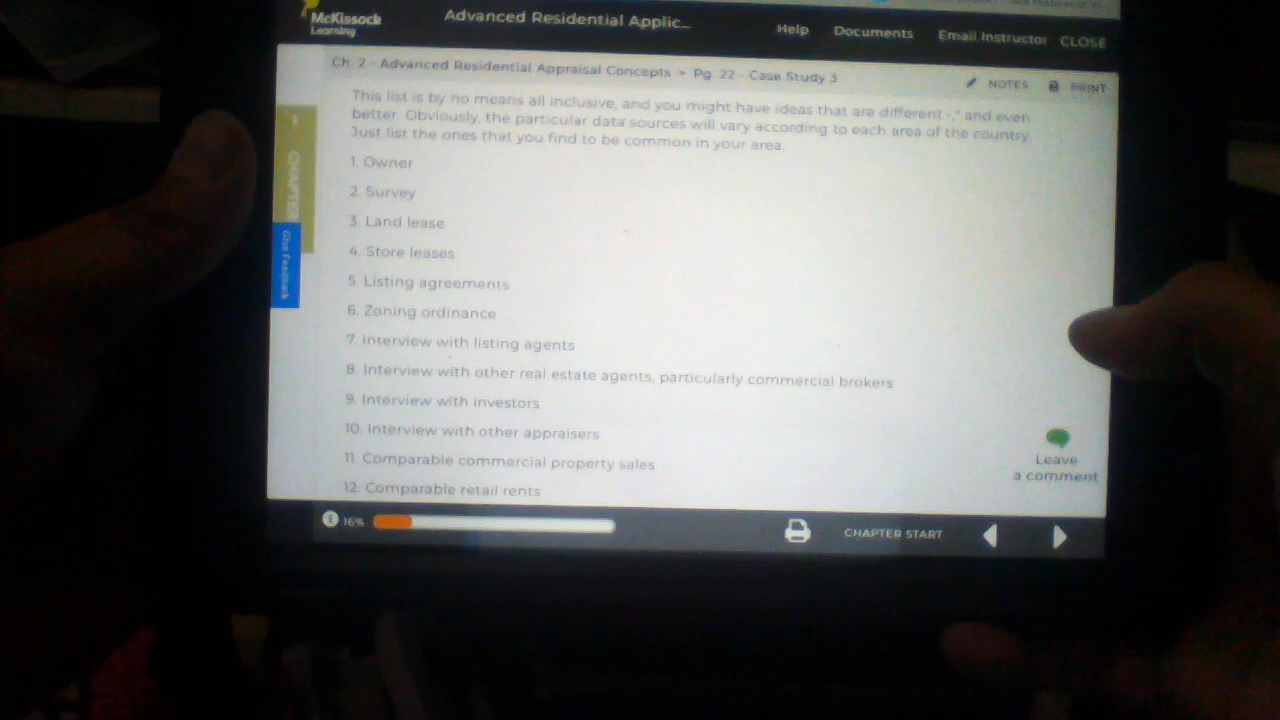 McKissock
Learning
Advanced Residential Applic...
Help
Documents
Email Instructor
CLOSE
Ch. 2 - Advanced Residential Appraisal Concepts > Pg. 22 - Case Study 3
NOTES
PRINT
This list is by no means all inclusive, and you might have ideas that are different -," and even
better. Obviously, the particular data sources will vary according to each area of the country.
Just list the ones that you find to be common in your area.
1. Owner
2. Survey
3. Land lease
4. Store leases
5. Listing agreements
6. Zoning ordinance
7. Interview with listing agents
8. Interview with other real estate agents, particularly commercial brokers
9. Interview with investors
10. Interview with other appraisers
11. Comparable commercial property sales
12. Comparable retail rents
CHAPTER
Give Feedback
Leave
a comment
16%
CHAPTER START